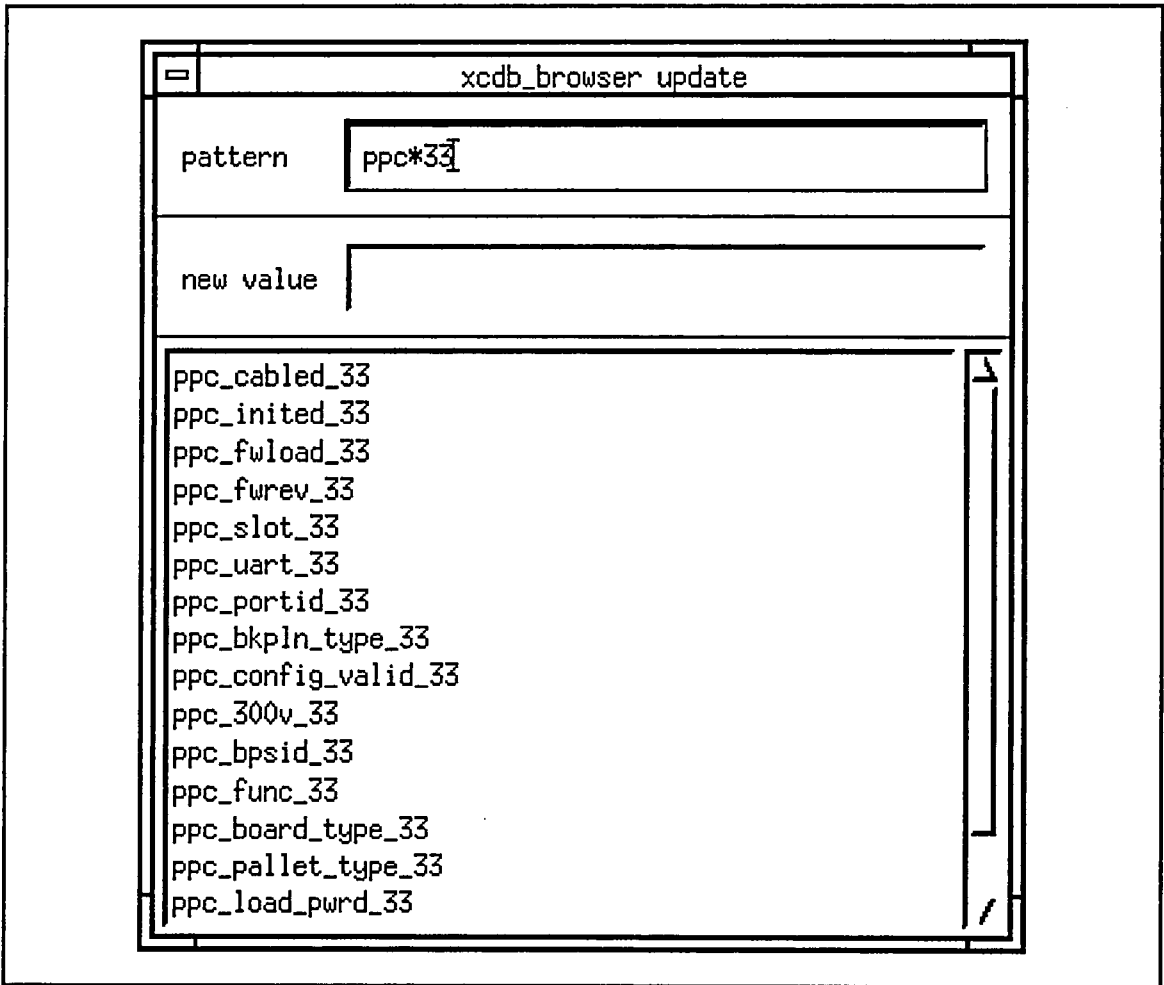 xcdb_browser update
pattern ppc*33
new value
ppc_cabled_33
ppc_inited_33
ppc_fwload_33
ppc_fwrev_33
ppc_slot_33
ppc_uart_33
ppc_portid_33
ppc_bkpln_type_33
ppc_config_valid_33
ppc_300v_33
ppc_bpsid_33
ppc_func_33
ppc_board_type_33
ppc_pallet_type_33
ppc_load_pwrd_33